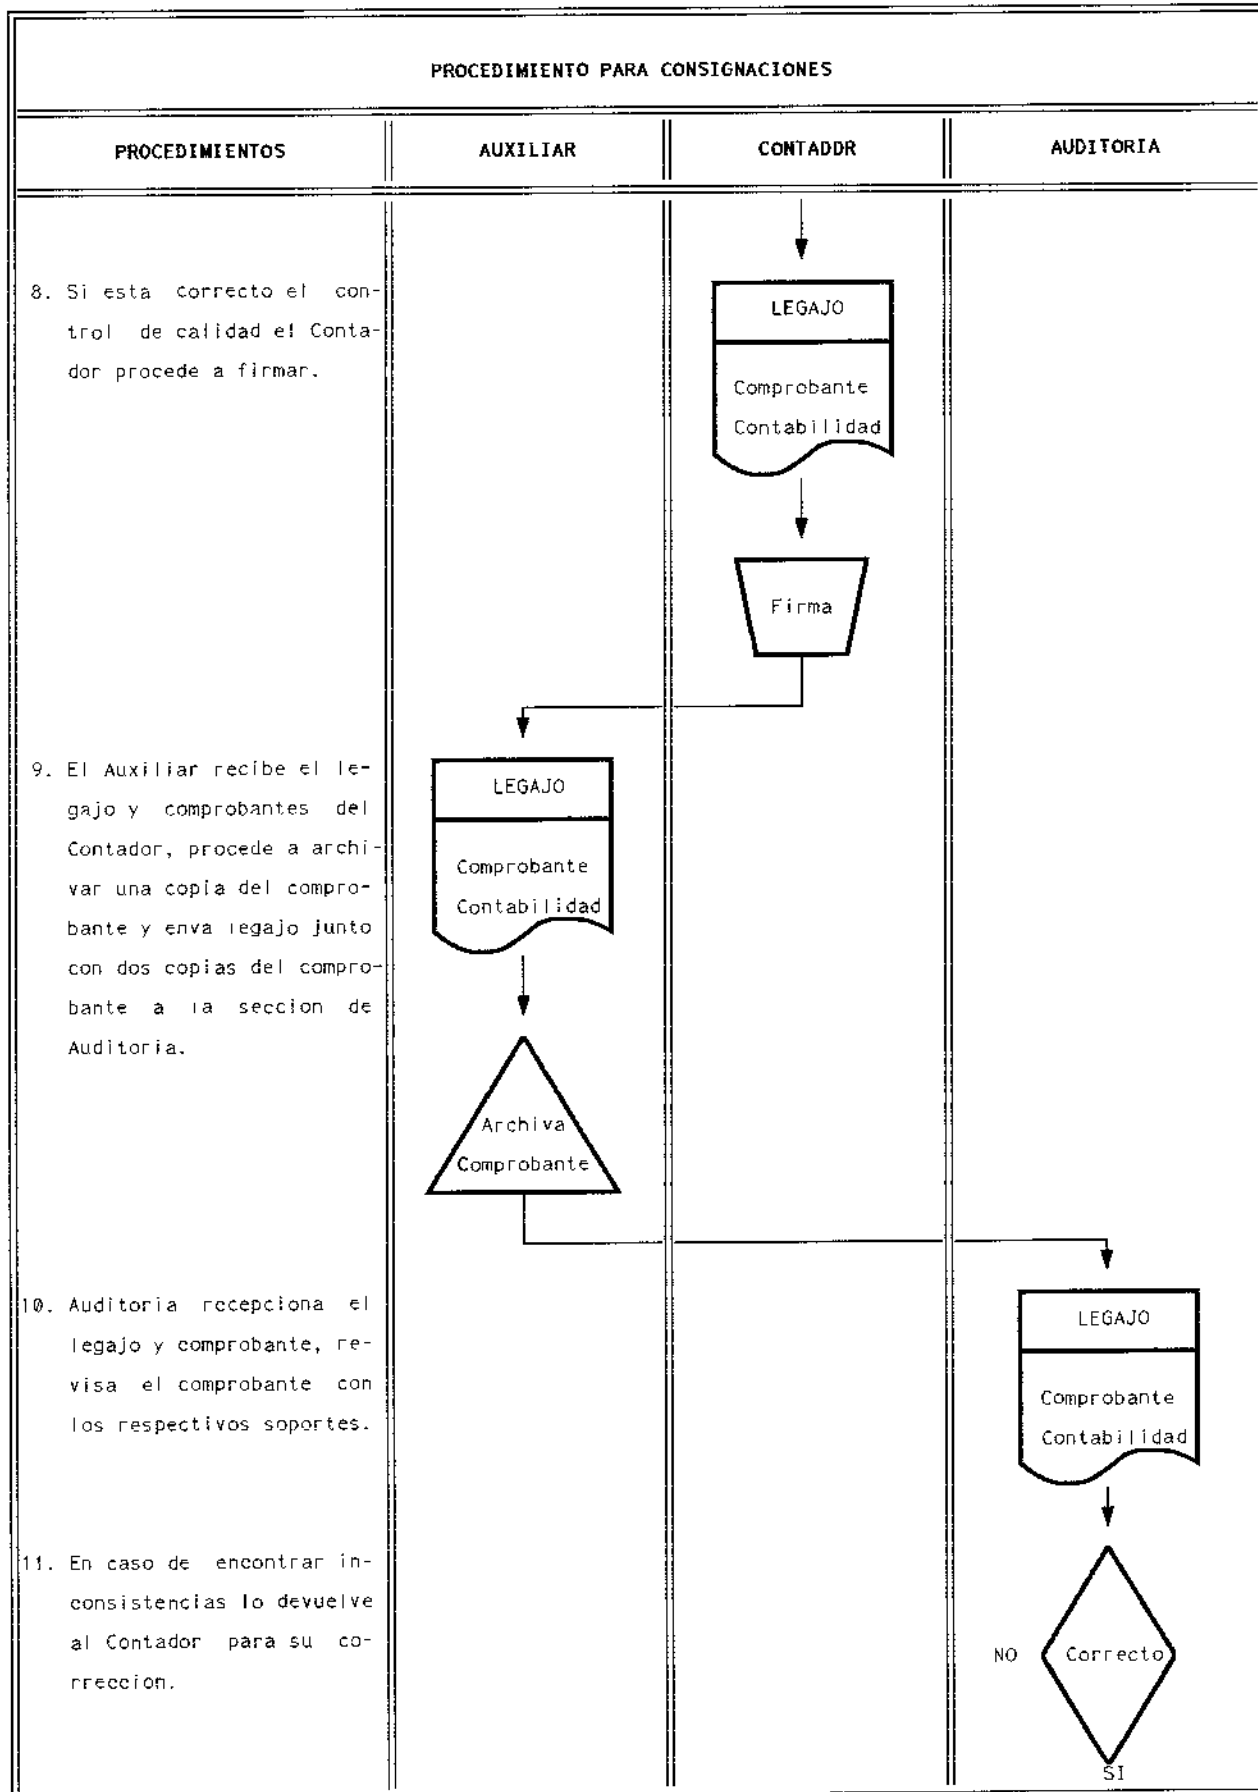 PROCEDIMIENTO PARA CONSIGNACIONES
PROCEDIMIENTOS
AUXILIAR
CONTADDR
AUDITORIA
8. Si esta correcto el con-
trol de calidad el Conta-
dor procede a firmar.
LEGAJO
Comprobante
Contabilidad
Firma
9. El Auxiliar recibe el le-
gajo y comprobantes del
Contador, procede a archi-
var una copia del compro-
bante y enva legajo junto
con dos copias del compro-
bante a la seccion de
Auditoria.
LEGAJO
Comprobante
Contabilidad
Archiva
Comprobante
10. Auditoria recepciona el
legajo y comprobante, re-
visa el comprobante con
los respectivos soportes.
LEGAJO
Comprobante
Contabilidad
11. En caso de encontrar in-
consistencias lo devuelve
al Contador para su co-
rreccion.
NO
Correcto
SI